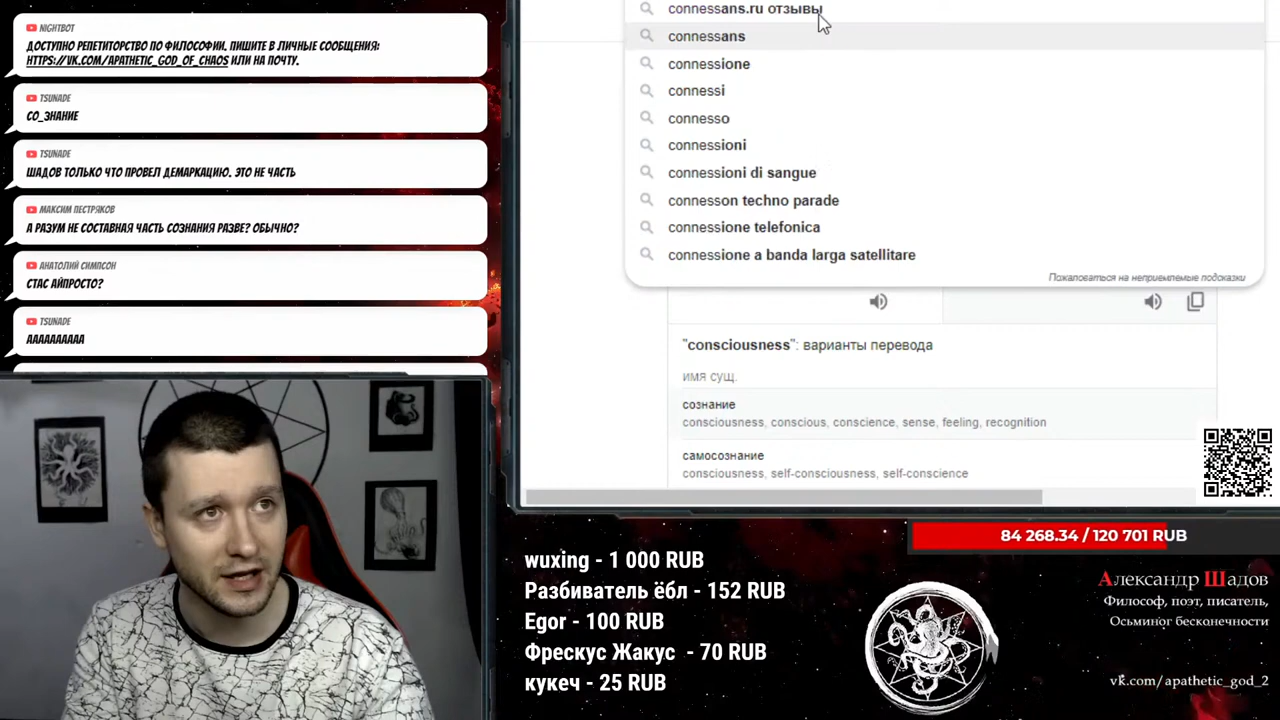 NIGHTBOT
ДОСТУПНО РЕПЕТИТОРСТВО ПО ФИЛОСОФИИ. ПИШИТЕ В ЛИЧНЫЕ СООБЩЕНИЯ:
HTTPS://VK.COM/APATHETIC_GOD_OF_CHAOS ИЛИ НА ПОЧТУ.
TSUNADE
СО_ЗНАНИЕ
TSUNADE
ШАДОВ ТОЛЬКО ЧТО ПРОВЕЛ ДЕМАРКАЦИЮ. ЭТО НЕ ЧАСТЬ
МАКСИМ ПЕСТРЯКОВ
А РАЗУМ НЕ СОСТАВНАЯ ЧАСТЬ СОЗНАНИЯ РАЗВЕ? ОБЫЧНО?
АНАТОЛИЙ СИМПСОН
СТАС АЙПРОСТО?
TSUNADE
ААААААААААА
connessans.ru отзывы
connessans
connessione
connessi
connesso
connessioni
connessioni di sangue
connesson techno parade
connessione telefonica
connessione a banda larga satellitare
Пожаловаться на неприемлемые подсказки
"consciousness": варианты перевода
имя сущ.
сознание
consciousness, conscious, conscience, sense, feeling, recognition
самосознание
consciousness, self-consciousness, self-conscience
84 268.34 / 120 701 RUB
wuxing - 1 000 RUB
Разбиватель ёбл - 152 RUB
Egor - 100 RUB
Фрескус Жакус - 70 RUB
кукеч - 25 RUB
Александр Шадов
Философ, поэт, писатель,
Осьминог бесконечности
vk.com/apathetic_god_2